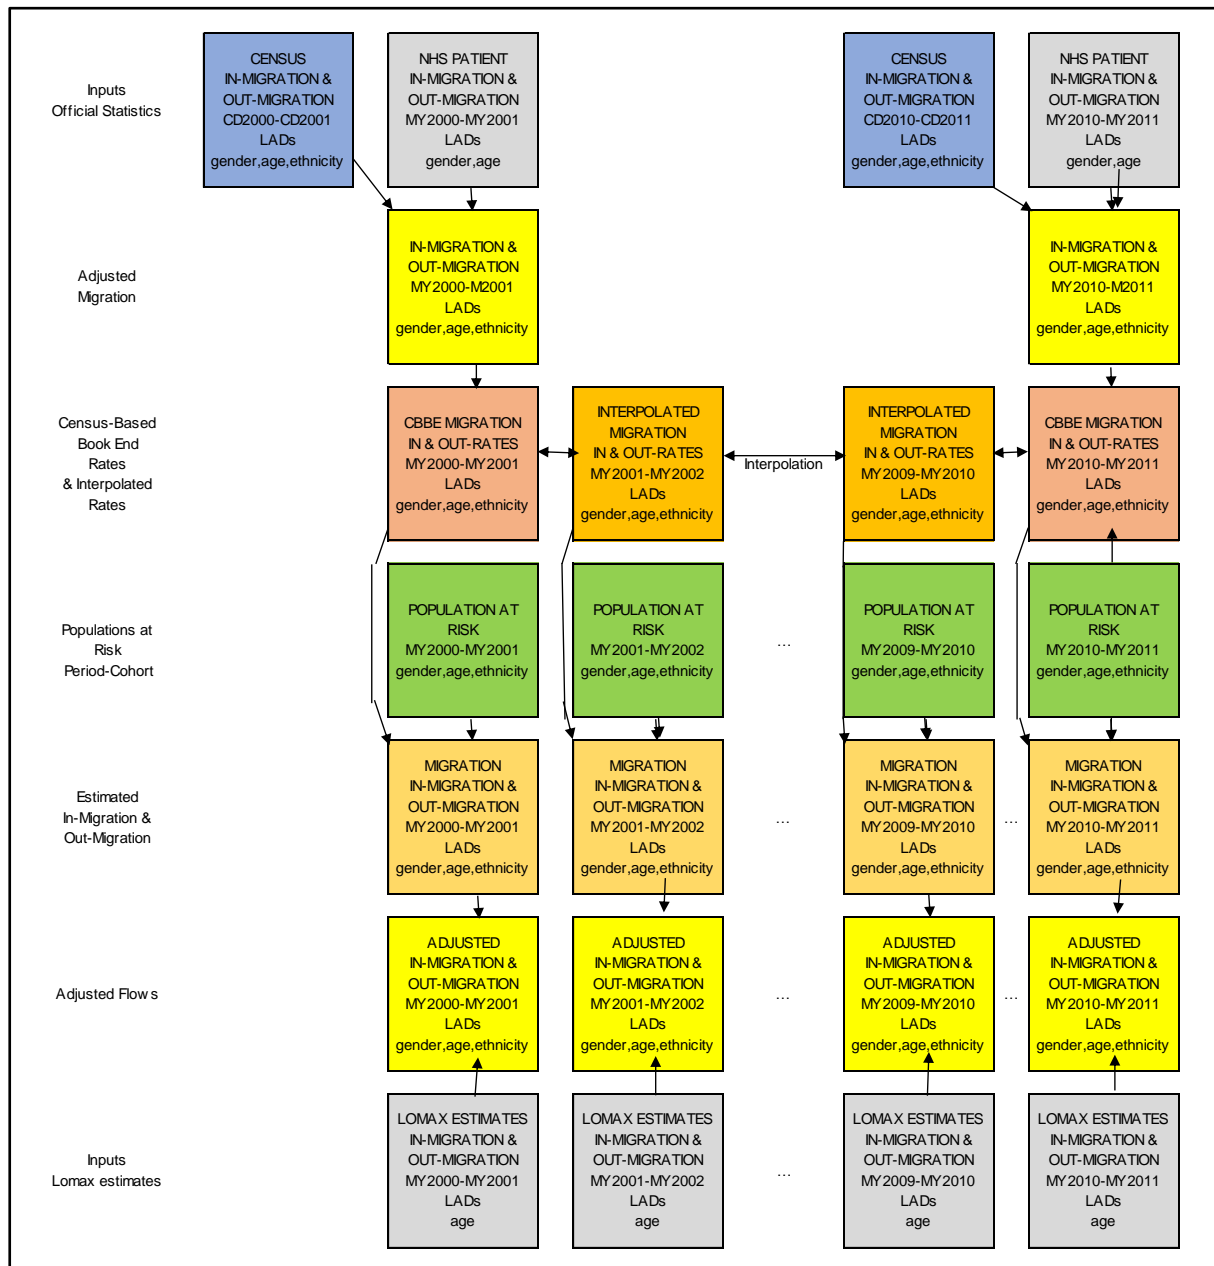 Inputs
Official Statistics
CENSUS
IN-MIGRATION &
OUT-MIGRATION
CD2000-CD2001
LADs
gender,age,ethnicity
NHS PATIENT
IN-MIGRATION &
OUT-MIGRATION
MY2000-MY2001
LADs
gender,age
CENSUS
IN-MIGRATION &
OUT-MIGRATION
CD2010-CD2011
LADs
gender,age,ethnicity
NHS PATIENT
IN-MIGRATION &
OUT-MIGRATION
MY2010-MY2011
LADs
gender,age
Adjusted
Migration
IN-MIGRATION &
OUT-MIGRATION
MY2000-M2001
LADs
gender,age,ethnicity
IN-MIGRATION &
OUT-MIGRATION
MY2010-M2011
LADs
gender,age,ethnicity
Census-Based
Book End
Rates
& Interpolated
Rates
CBBE MIGRATION
IN & OUT-RATES
MY2000-MY2001
LADs
gender,age,ethnicity
INTERPOLATED
MIGRATION
IN & OUT-RATES
MY2001-MY2002
LADs
gender,age,ethnicity
Interpolation
INTERPOLATED
MIGRATION
IN & OUT-RATES
MY2009-MY2010
LADs
gender,age,ethnicity
CBBE MIGRATION
IN & OUT-RATES
MY2010-MY2011
LADs
gender,age,ethnicity
Populations at
Risk
Period-Cohort
POPULATION AT
RISK
MY2000-MY2001
gender,age,ethnicity
POPULATION AT
RISK
MY2001-MY2002
gender,age,ethnicity
...
POPULATION AT
RISK
MY2009-MY2010
gender,age,ethnicity
POPULATION AT
RISK
MY2010-MY2011
gender,age,ethnicity
Estimated
In-Migration &
Out-Migration
MIGRATION
IN-MIGRATION &
OUT-MIGRATION
MY2000-MY2001
LADs
gender,age,ethnicity
MIGRATION
IN-MIGRATION &
OUT-MIGRATION
MY2001-MY2002
LADs
gender,age,ethnicity
...
MIGRATION
IN-MIGRATION &
OUT-MIGRATION
MY2009-MY2010
LADs
gender,age,ethnicity
...
MIGRATION
IN-MIGRATION &
OUT-MIGRATION
MY2010-MY2011
LADs
gender,age,ethnicity
Adjusted Flows
ADJUSTED
IN-MIGRATION &
OUT-MIGRATION
MY2000-MY2001
LADs
gender,age,ethnicity
ADJUSTED
IN-MIGRATION &
OUT-MIGRATION
MY2001-MY2002
LADs
gender,age,ethnicity
...
ADJUSTED
IN-MIGRATION &
OUT-MIGRATION
MY2009-MY2010
LADs
gender,age,ethnicity
...
ADJUSTED
IN-MIGRATION &
OUT-MIGRATION
MY2010-MY2011
LADs
gender,age,ethnicity
Inputs
Lomax estimates
LOMAX ESTIMATES
IN-MIGRATION &
OUT-MIGRATION
MY2000-MY2001
LADs
age
LOMAX ESTIMATES
IN-MIGRATION &
OUT-MIGRATION
MY2001-MY2002
LADs
age
...
LOMAX ESTIMATES
IN-MIGRATION &
OUT-MIGRATION
MY2009-MY2010
LADs
age
LOMAX ESTIMATES
IN-MIGRATION &
OUT-MIGRATION
MY2010-MY2011
LADs
age